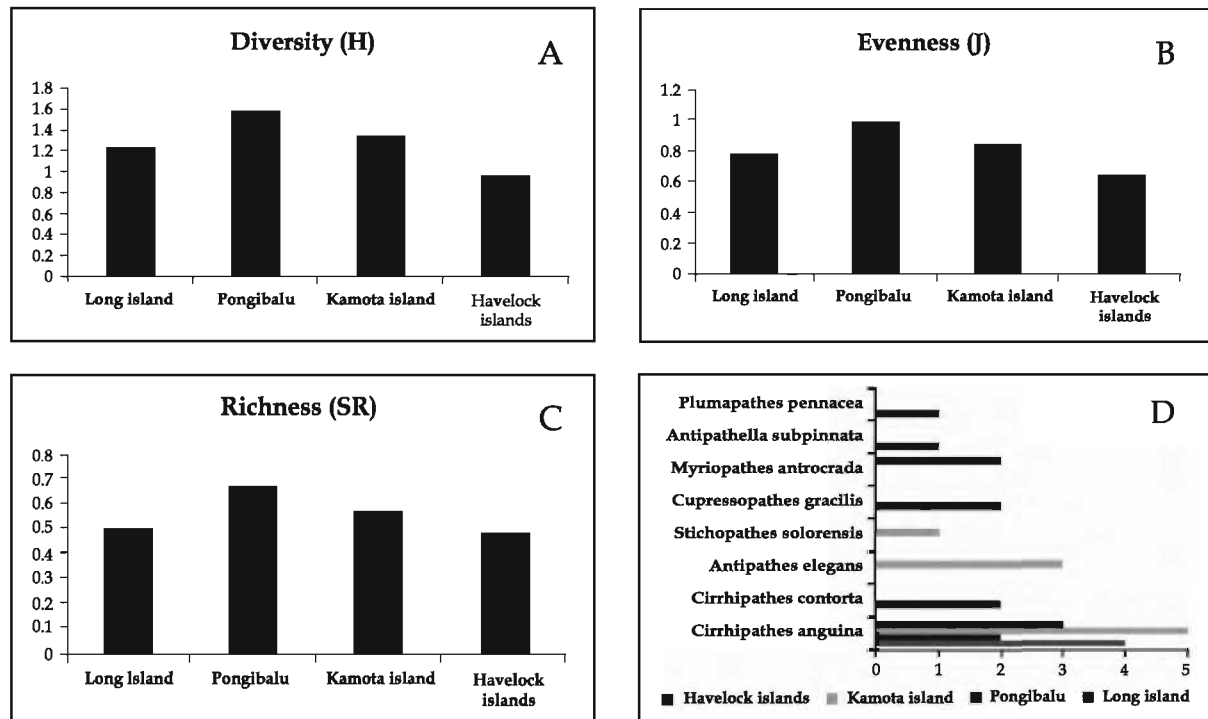 Diversity (H)
A
1.8
1.6
1.4
1.2
1
0.8
0.6
0.4
0.2
0
Long island Pongibalu Kamota island Havelock
islands
Evenness (J)
B
1.2
1
0.8
0.6
0.4
0.2
0
Long island Pongibalu Kamota island Havelock
islands
Richness (SR)
C
0.8
0.7
0.6
0.5
0.4
0.3
0.2
0.1
0
Long island Pongibalu Kamota island Havelock
islands
D
Plumapathes pennacea
Antipathella subpinnata
Myriopathes antrocrada
Cupressopathes gracilis
Stichopathes solorensis
Antipathes elegans
Cirrhipathes contorta
Cirrhipathes anguina
0 1 2 3 4 5
Havelock islands Kamota island Pongibalu Long island